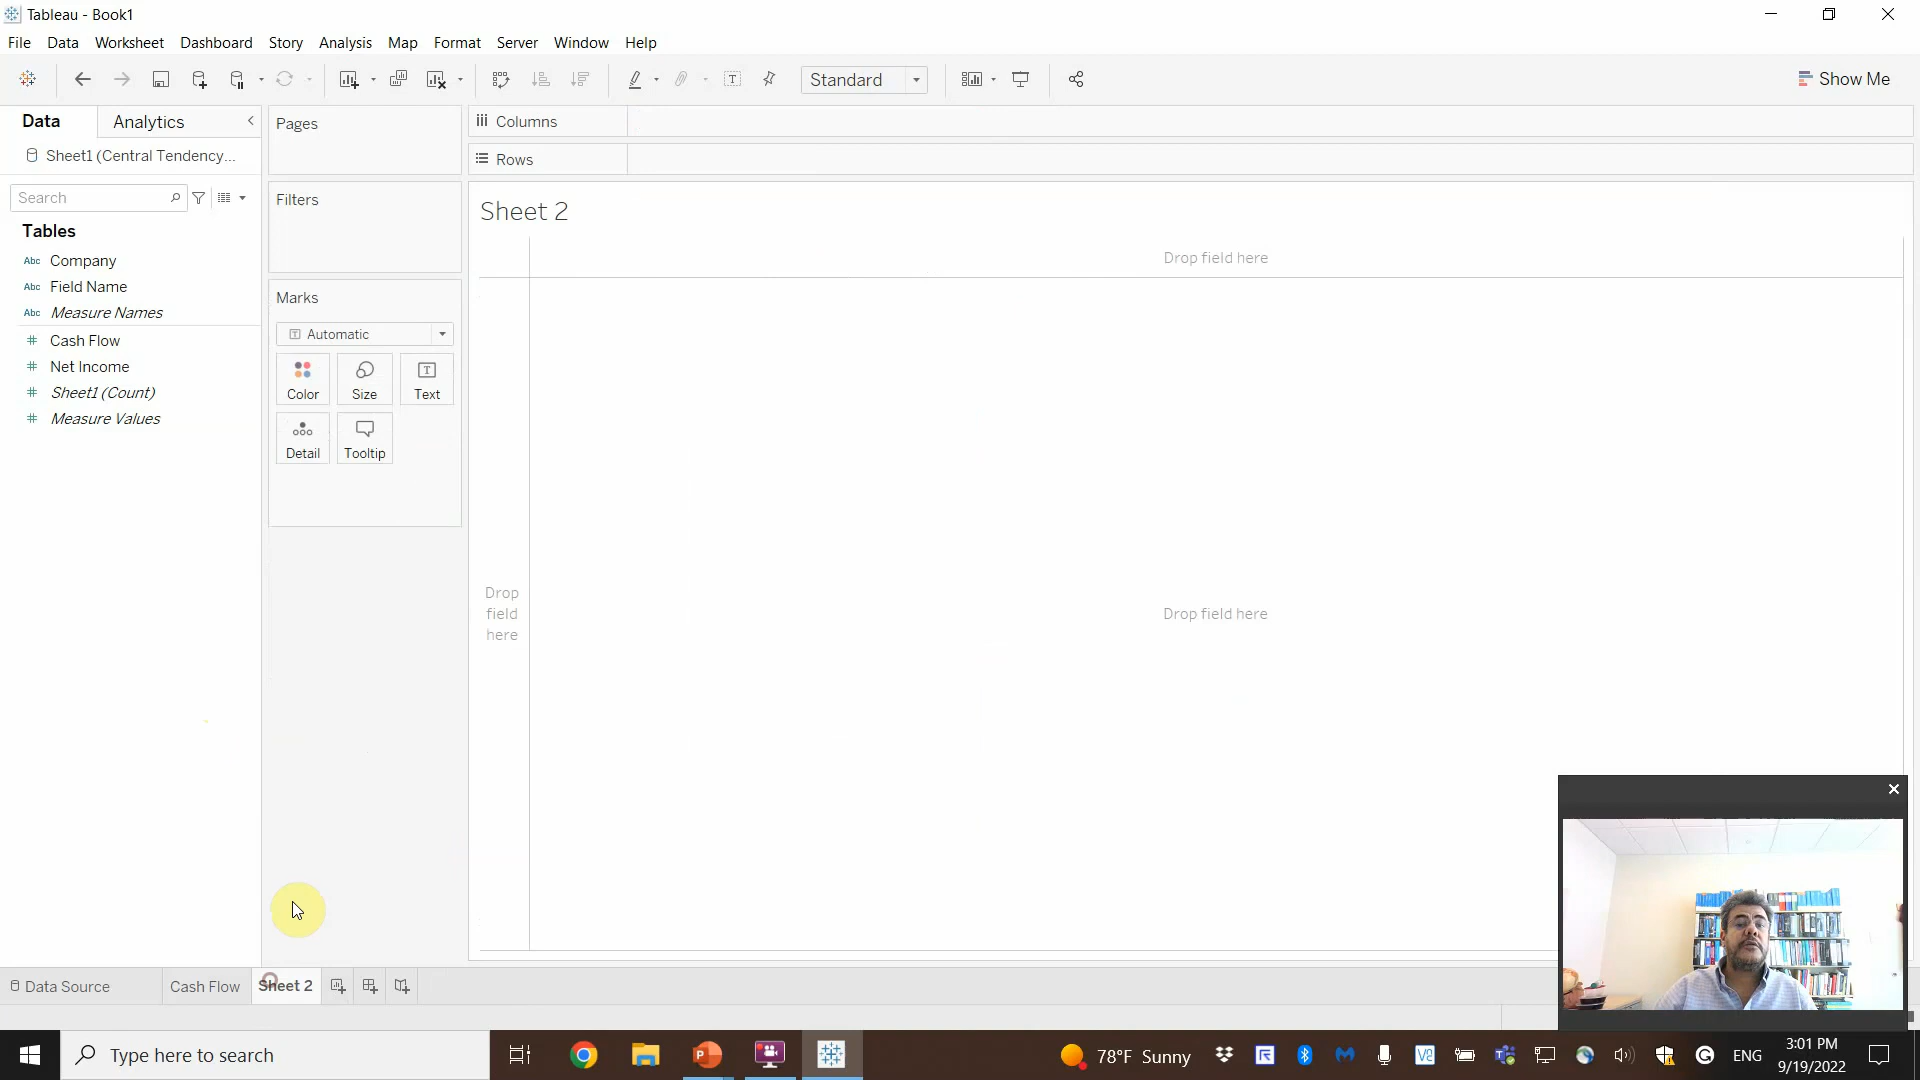 Tableau - Book1
File Data Worksheet Dashboard Story Analysis Map Format Server Window Help
Standard
Show Me
Data Analytics
Sheet1 (Central Tendency...
Search
Tables
Abc Company
Abc Field Name
Abc Measure Names
# Cash Flow
# Net Income
# Sheet1 (Count)
# Measure Values
Pages
Filters
Marks
Automatic
Color Size Text
Detail Tooltip
Columns
Rows
Sheet 2
Drop field here
Drop
field
here
Drop field here
Data Source Cash Flow Sheet 2
Type here to search
78°F Sunny
ENG
3:01 PM
9/19/2022